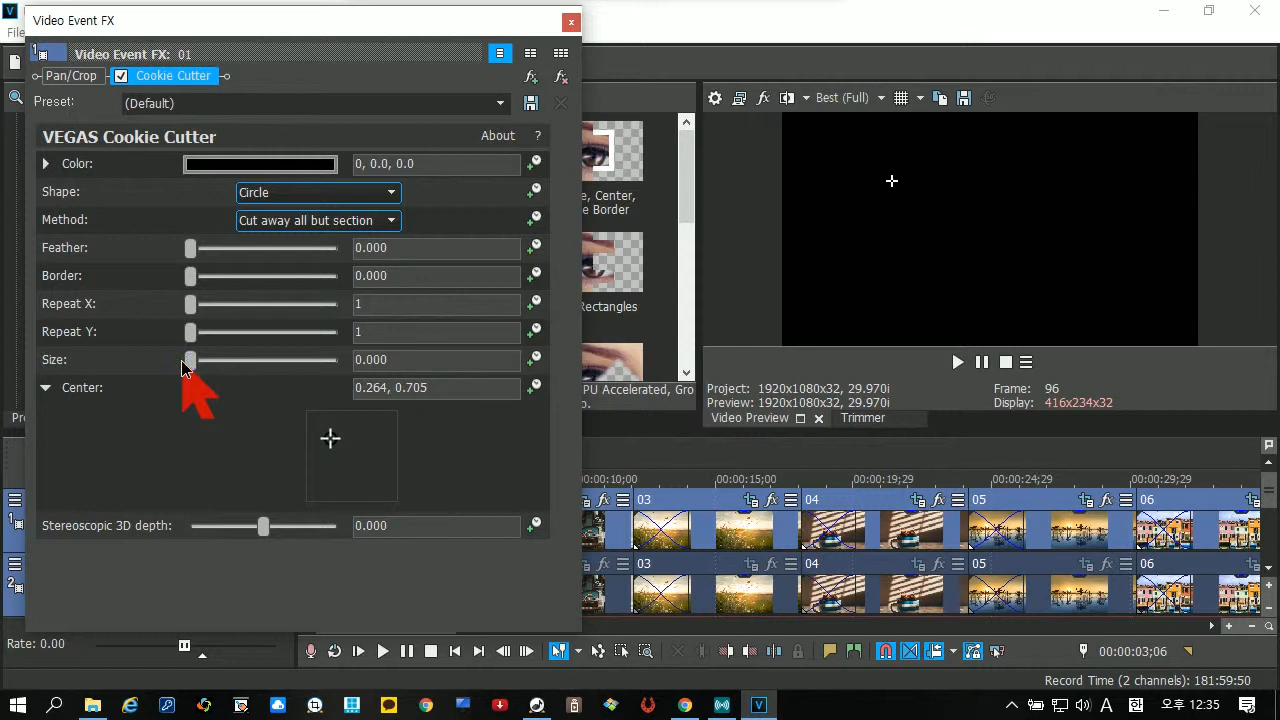 Video Event FX
Video Event FX: 01
Pan/Crop
Cookie Cutter
Preset:
(Default)
VEGAS Cookie Cutter
About
?
Color:
0, 0.0, 0.0
Shape:
Circle
Method:
Cut away all but section
Feather:
0.000
Border:
0.000
Repeat X:
1
Repeat Y:
1
Size:
0.000
Center:
0.264, 0.705
Stereoscopic 3D depth:
0.000
Rate: 0.00
Best (Full)
e, Center,
e Border
Rectangles
PU Accelerated, Gro
Project: 1920x1080x32, 29.970i
Preview: 1920x1080x32, 29.970i
Frame: 96
Display: 416x234x32
Video Preview
Trimmer
00:00:15;00
00:00:19;29
00:00:24;29
00:00:29;29
03
04
05
06
03
04
05
06
1
2
00:00:03;06
Record Time (2 channels): 181:59:50
A
오후 12:35